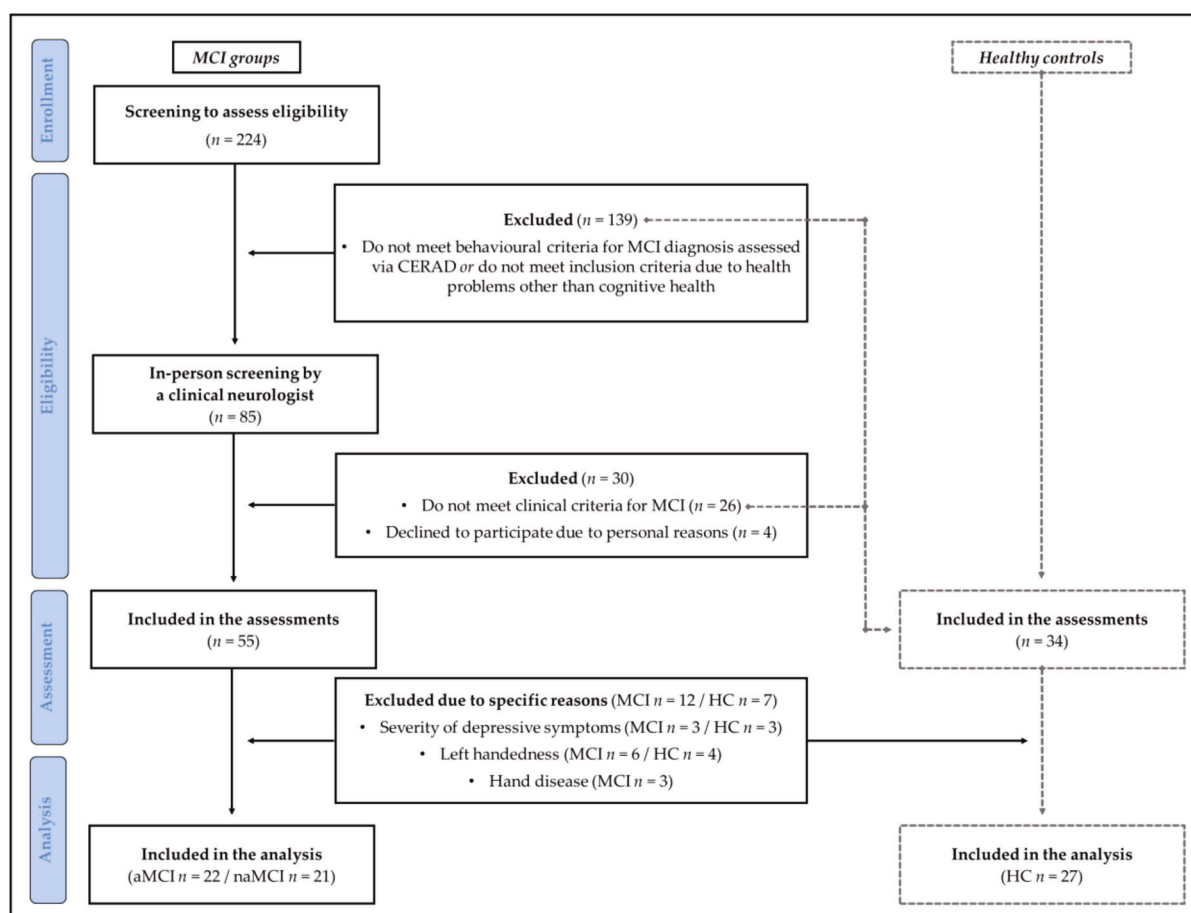 Enrollment
MCI groups
Healthy controls
Screening to assess eligibility
(n = 224)
Eligibility
Excluded (n = 139)
• Do not meet behavioural criteria for MCI diagnosis assessed
via CERAD or do not meet inclusion criteria due to health
problems other than cognitive health
In-person screening by
a clinical neurologist
(n = 85)
Excluded (n = 30)
• Do not meet clinical criteria for MCI (n = 26)
• Declined to participate due to personal reasons (n = 4)
Assessment
Included in the assessments
(n = 55)
Included in the assessments
(n = 34)
Excluded due to specific reasons (MCI n = 12 / HC n = 7)
• Severity of depressive symptoms (MCI n = 3 / HC n = 3)
• Left handedness (MCI n = 6 / HC n = 4)
• Hand disease (MCI n = 3)
Analysis
Included in the analysis
(aMCI n = 22 / naMCI n = 21)
Included in the analysis
(HC n = 27)